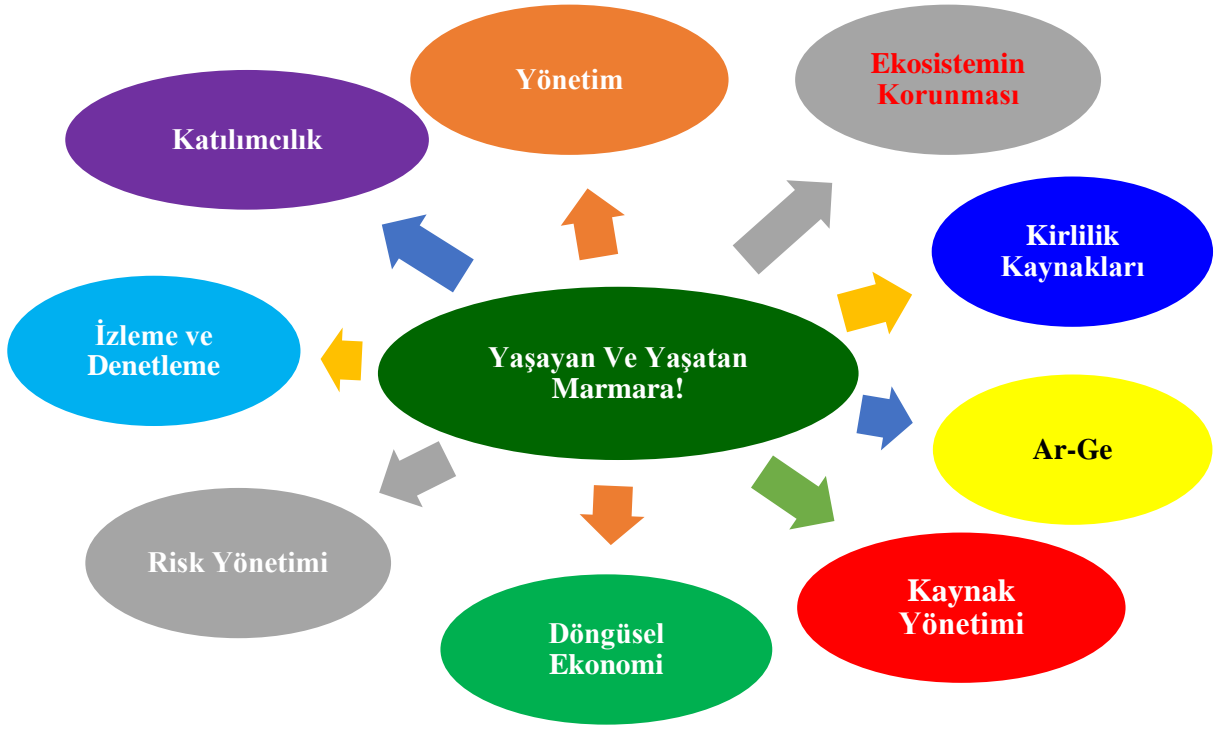 Yönetim
Ekosistemin
Korunması
Katılımcılık
Kirlilik
Kaynakları
İzleme ve
Denetleme
Yaşayan Ve Yaşatan
Marmara!
Ar-Ge
Risk Yönetimi
Kaynak
Yönetimi
Döngüsel
Ekonomi